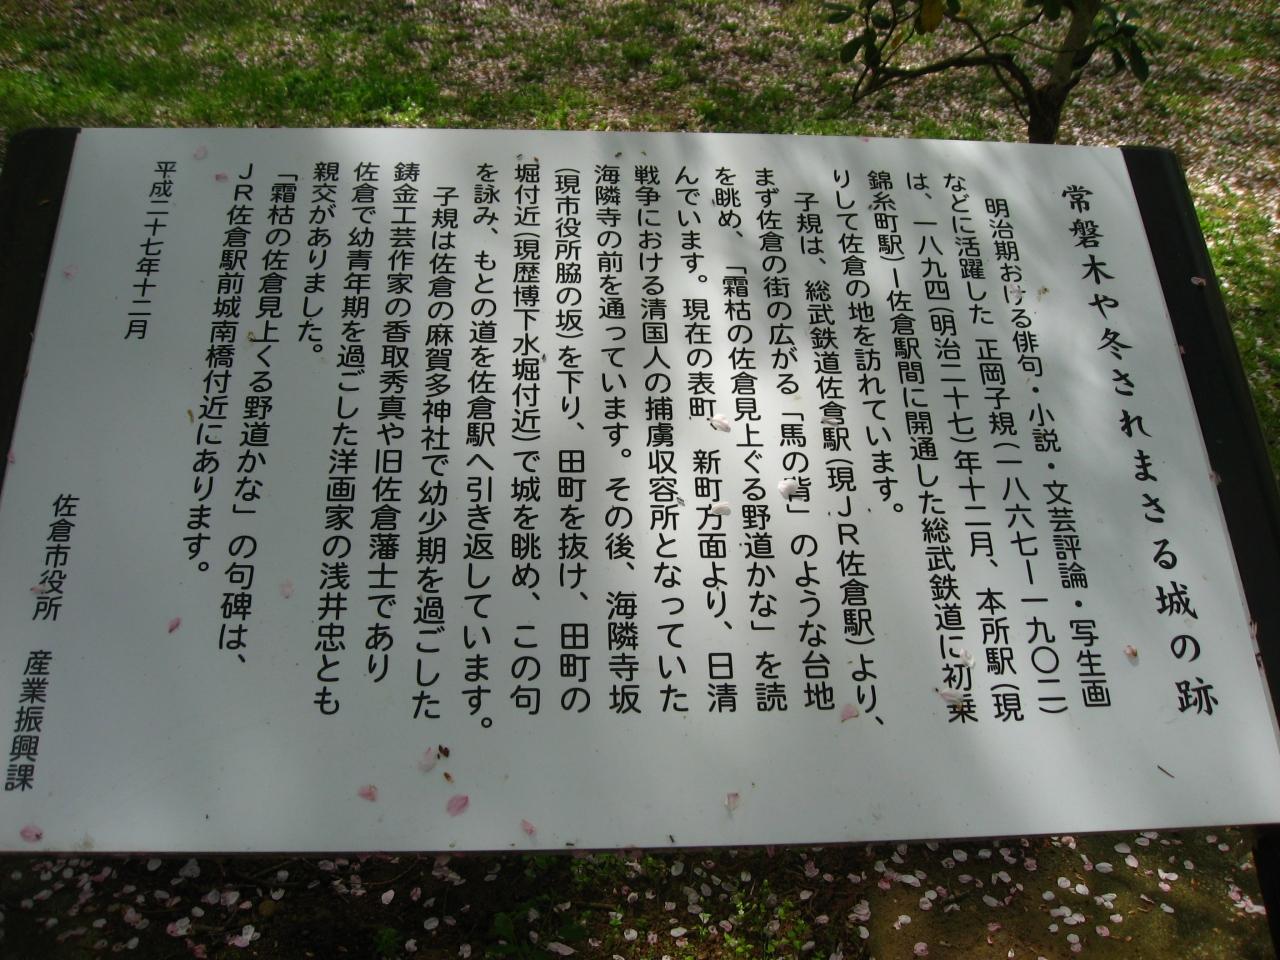 常磐木や冬されまさる城の跡
明治期おける俳句・小説・文芸評論・写生画
などに活躍した 正岡子規(一八六七ー一九〇二)
は、一八九四(明治二十七)年十二月、本所駅(現
錦糸町駅)ー佐倉駅間に開通した総武鉄道に初乗
りして佐倉の地を訪れています。
子規は、総武鉄道佐倉駅(現JR佐倉駅)より、
まず佐倉の街の広がる「馬の背」のような台地
を眺め、「霜枯の佐倉見上ぐる野道かな」を読
んでいます。現在の表町、新町方面より、日清
戦争における清国人の捕虜収容所となっていた
海隣寺の前を通っています。その後、海隣寺坂
(現市役所脇の坂)を下り、田町を抜け、田町の
堀付近(現歴博下水堀付近)で城を眺め、この句
を詠み、もとの道を佐倉駅へ引き返しています。
子規は佐倉の麻賀多神社で幼少期を過ごした
鋳金工芸作家の香取秀真や旧佐倉藩士であり
佐倉で幼青年期を過ごした洋画家の浅井忠とも
親交がありました。
「霜枯の佐倉見上くる野道かな」の句碑は、
JR佐倉駅前城南橋付近にあります。
平成二十七年十二月
佐倉市役所 産業振興課